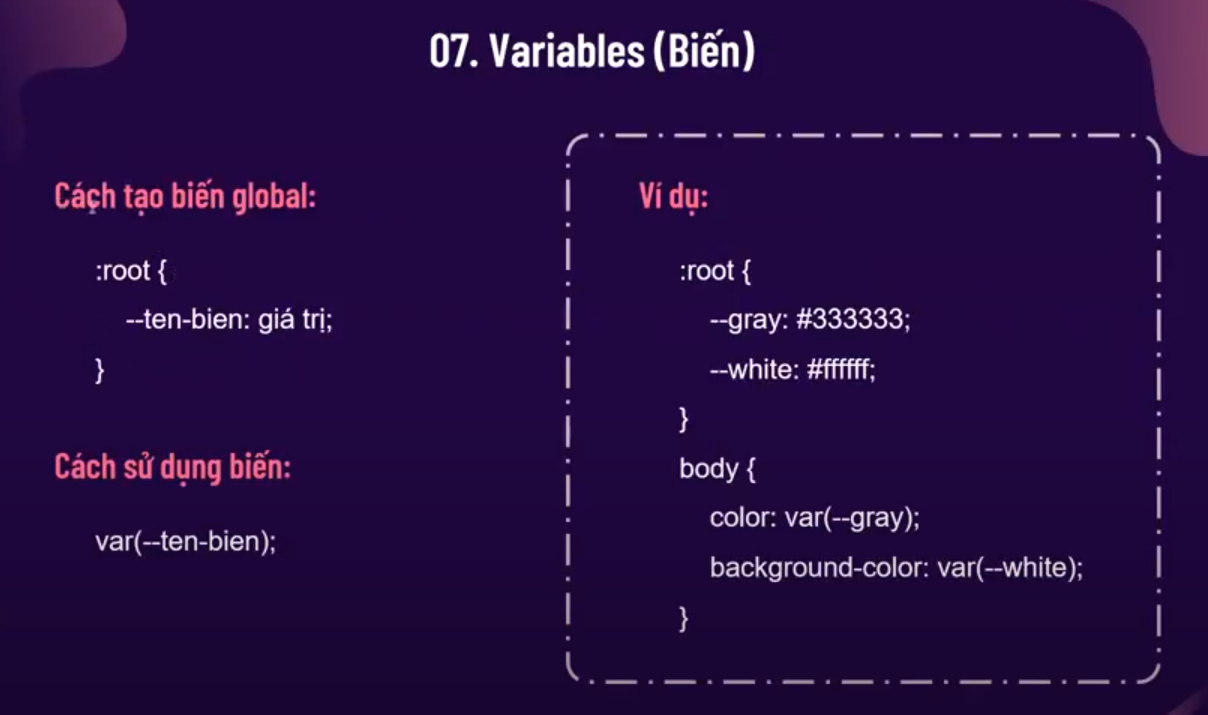 07. Variables (Biến)
Cách tạo biến global:
:root {
--ten-bien: giá trị;
}
Cách sử dụng biến:
var(--ten-bien);
Ví dụ:
:root {
--gray: #333333;
--white: #ffffff;
}
body {
color: var(--gray);
background-color: var(--white);
}